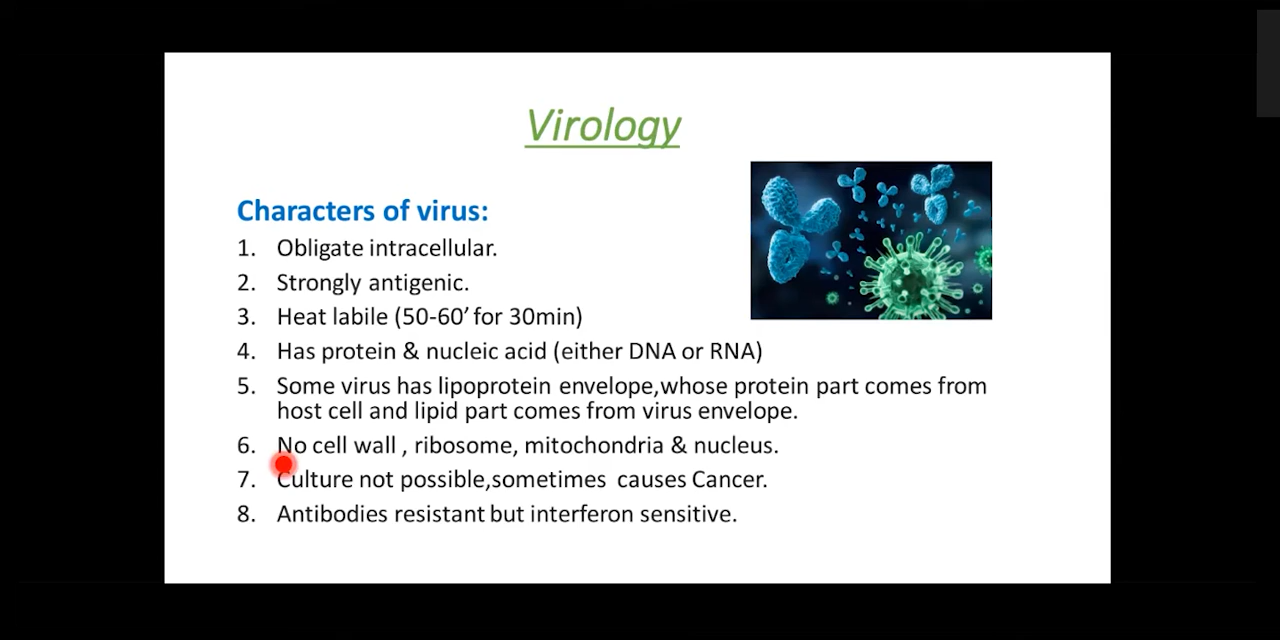 Virology
Characters of virus:
1. Obligate intracellular.
2. Strongly antigenic.
3. Heat labile (50-60’ for 30min)
4. Has protein & nucleic acid (either DNA or RNA)
5. Some virus has lipoprotein envelope,whose protein part comes from
host cell and lipid part comes from virus envelope.
6. No cell wall , ribosome, mitochondria & nucleus.
7. Culture not possible,sometimes causes Cancer.
8. Antibodies resistant but interferon sensitive.